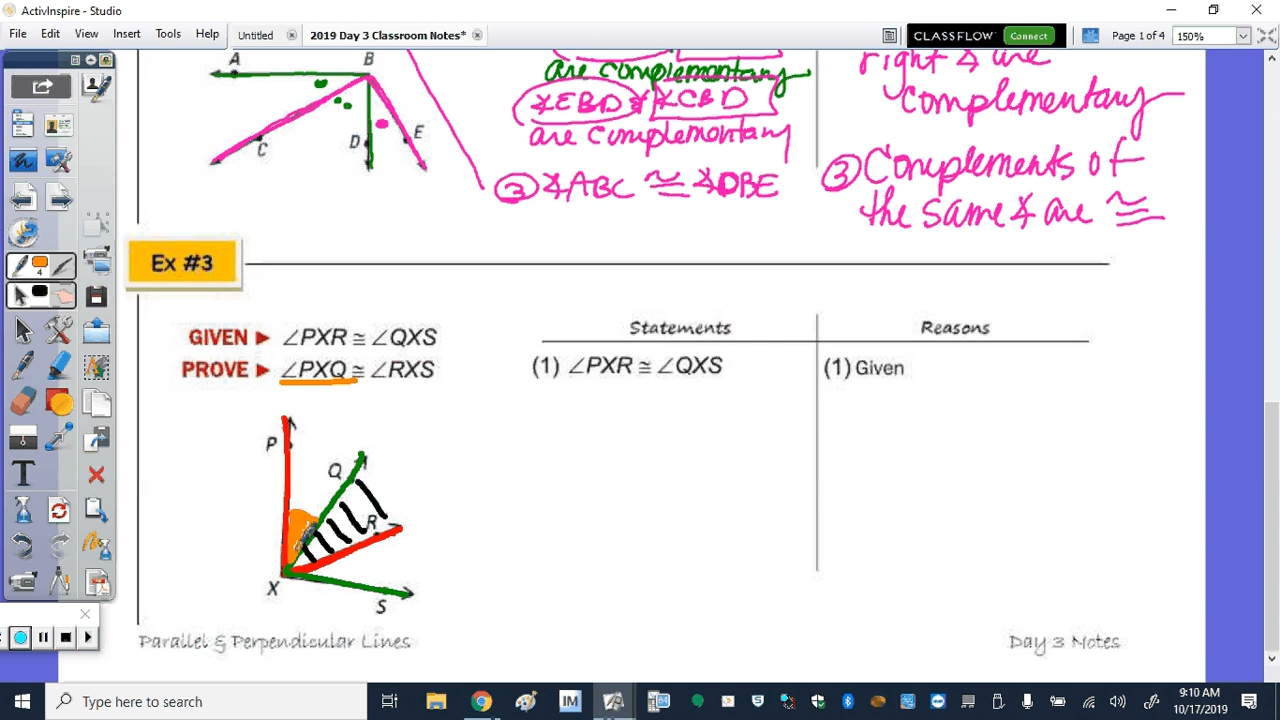 ActivInspire - Studio
File Edit View Insert Tools Help Untitled 2019 Day 3 Classroom Notes* CLASSFLOW Connect Page 1 of 4 150%
A B C D E
are complementary
∡EBD & ∡CBD
are complementary
③ ∡ABC ≅ ∡DBE
right ∡ are
complementary
③ Complements of
the same ∡ are ≅
Ex #3
GIVEN ► ∠PXR ≅ ∠QXS
PROVE ► ∠PXQ ≅ ∠RXS
Statements
Reasons
(1) ∠PXR ≅ ∠QXS
(1) Given
P
Q
R
X
S
4
T
Parallel & Perpendisular Lines
Day 3 Notes
Type here to search
IM
9:10 AM
10/17/2019